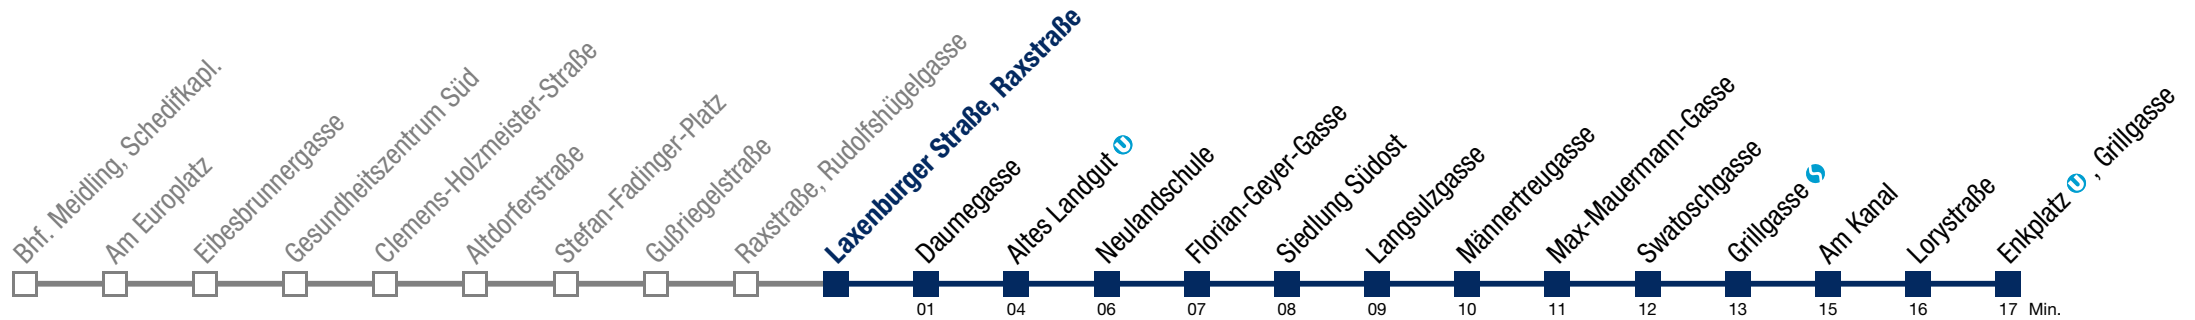 Bhf. Meidling, Schedifkapl.
Am Europlatz
Eibesbrunnergasse
Gesundheitszentrum Süd
Clemens-Holzmeister-Straße
Altdorferstraße
Stefan-Fadinger-Platz
Gußriegelstraße
Raxstraße, Rudolfshügelgasse
Laxenburger Straße, Raxstraße
Daumegasse
Altes Landgut U
Neulandschule
Florian-Geyer-Gasse
Siedlung Südost
Langsulzgasse
Männertreugasse
Max-Mauermann-Gasse
Swatoschgasse
Grillgasse S
Am Kanal
Lorystraße
Enkplatz U , Grillgasse
01 04 06 07 08 09 10 11 12 13 15 16 17 Min.